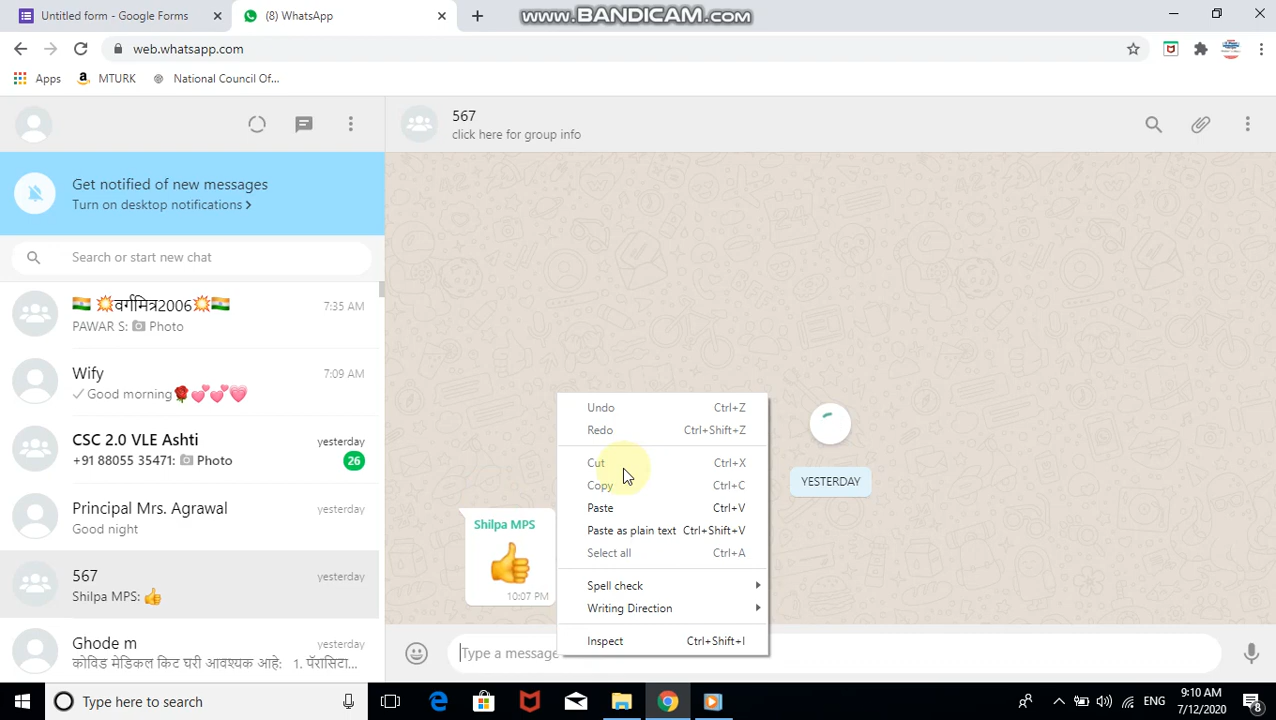 Untitled form - Google Forms
(8) WhatsApp
www.BANDICAM.com
web.whatsapp.com
Apps
MTURK
National Council Of...
567
click here for group info
Get notified of new messages
Turn on desktop notifications >
Search or start new chat
वर्गमित्र2006
7:35 AM
PAWAR S: Photo
Wify
7:09 AM
Good morning
CSC 2.0 VLE Ashti
yesterday
+91 88055 35471: Photo
26
Principal Mrs. Agrawal
yesterday
Good night
567
yesterday
Shilpa MPS:
Ghode m
yesterday
कोविड मेडिकल किट घरी आवश्यक आहे: 1. पॅरासिटा...
YESTERDAY
Shilpa MPS
10:07 PM
Undo Ctrl+Z
Redo Ctrl+Shift+Z
Cut Ctrl+X
Copy Ctrl+C
Paste Ctrl+V
Paste as plain text Ctrl+Shift+V
Select all Ctrl+A
Spell check
Writing Direction
Inspect Ctrl+Shift+I
Type a message
Type here to search
ENG
9:10 AM
7/12/2020
8